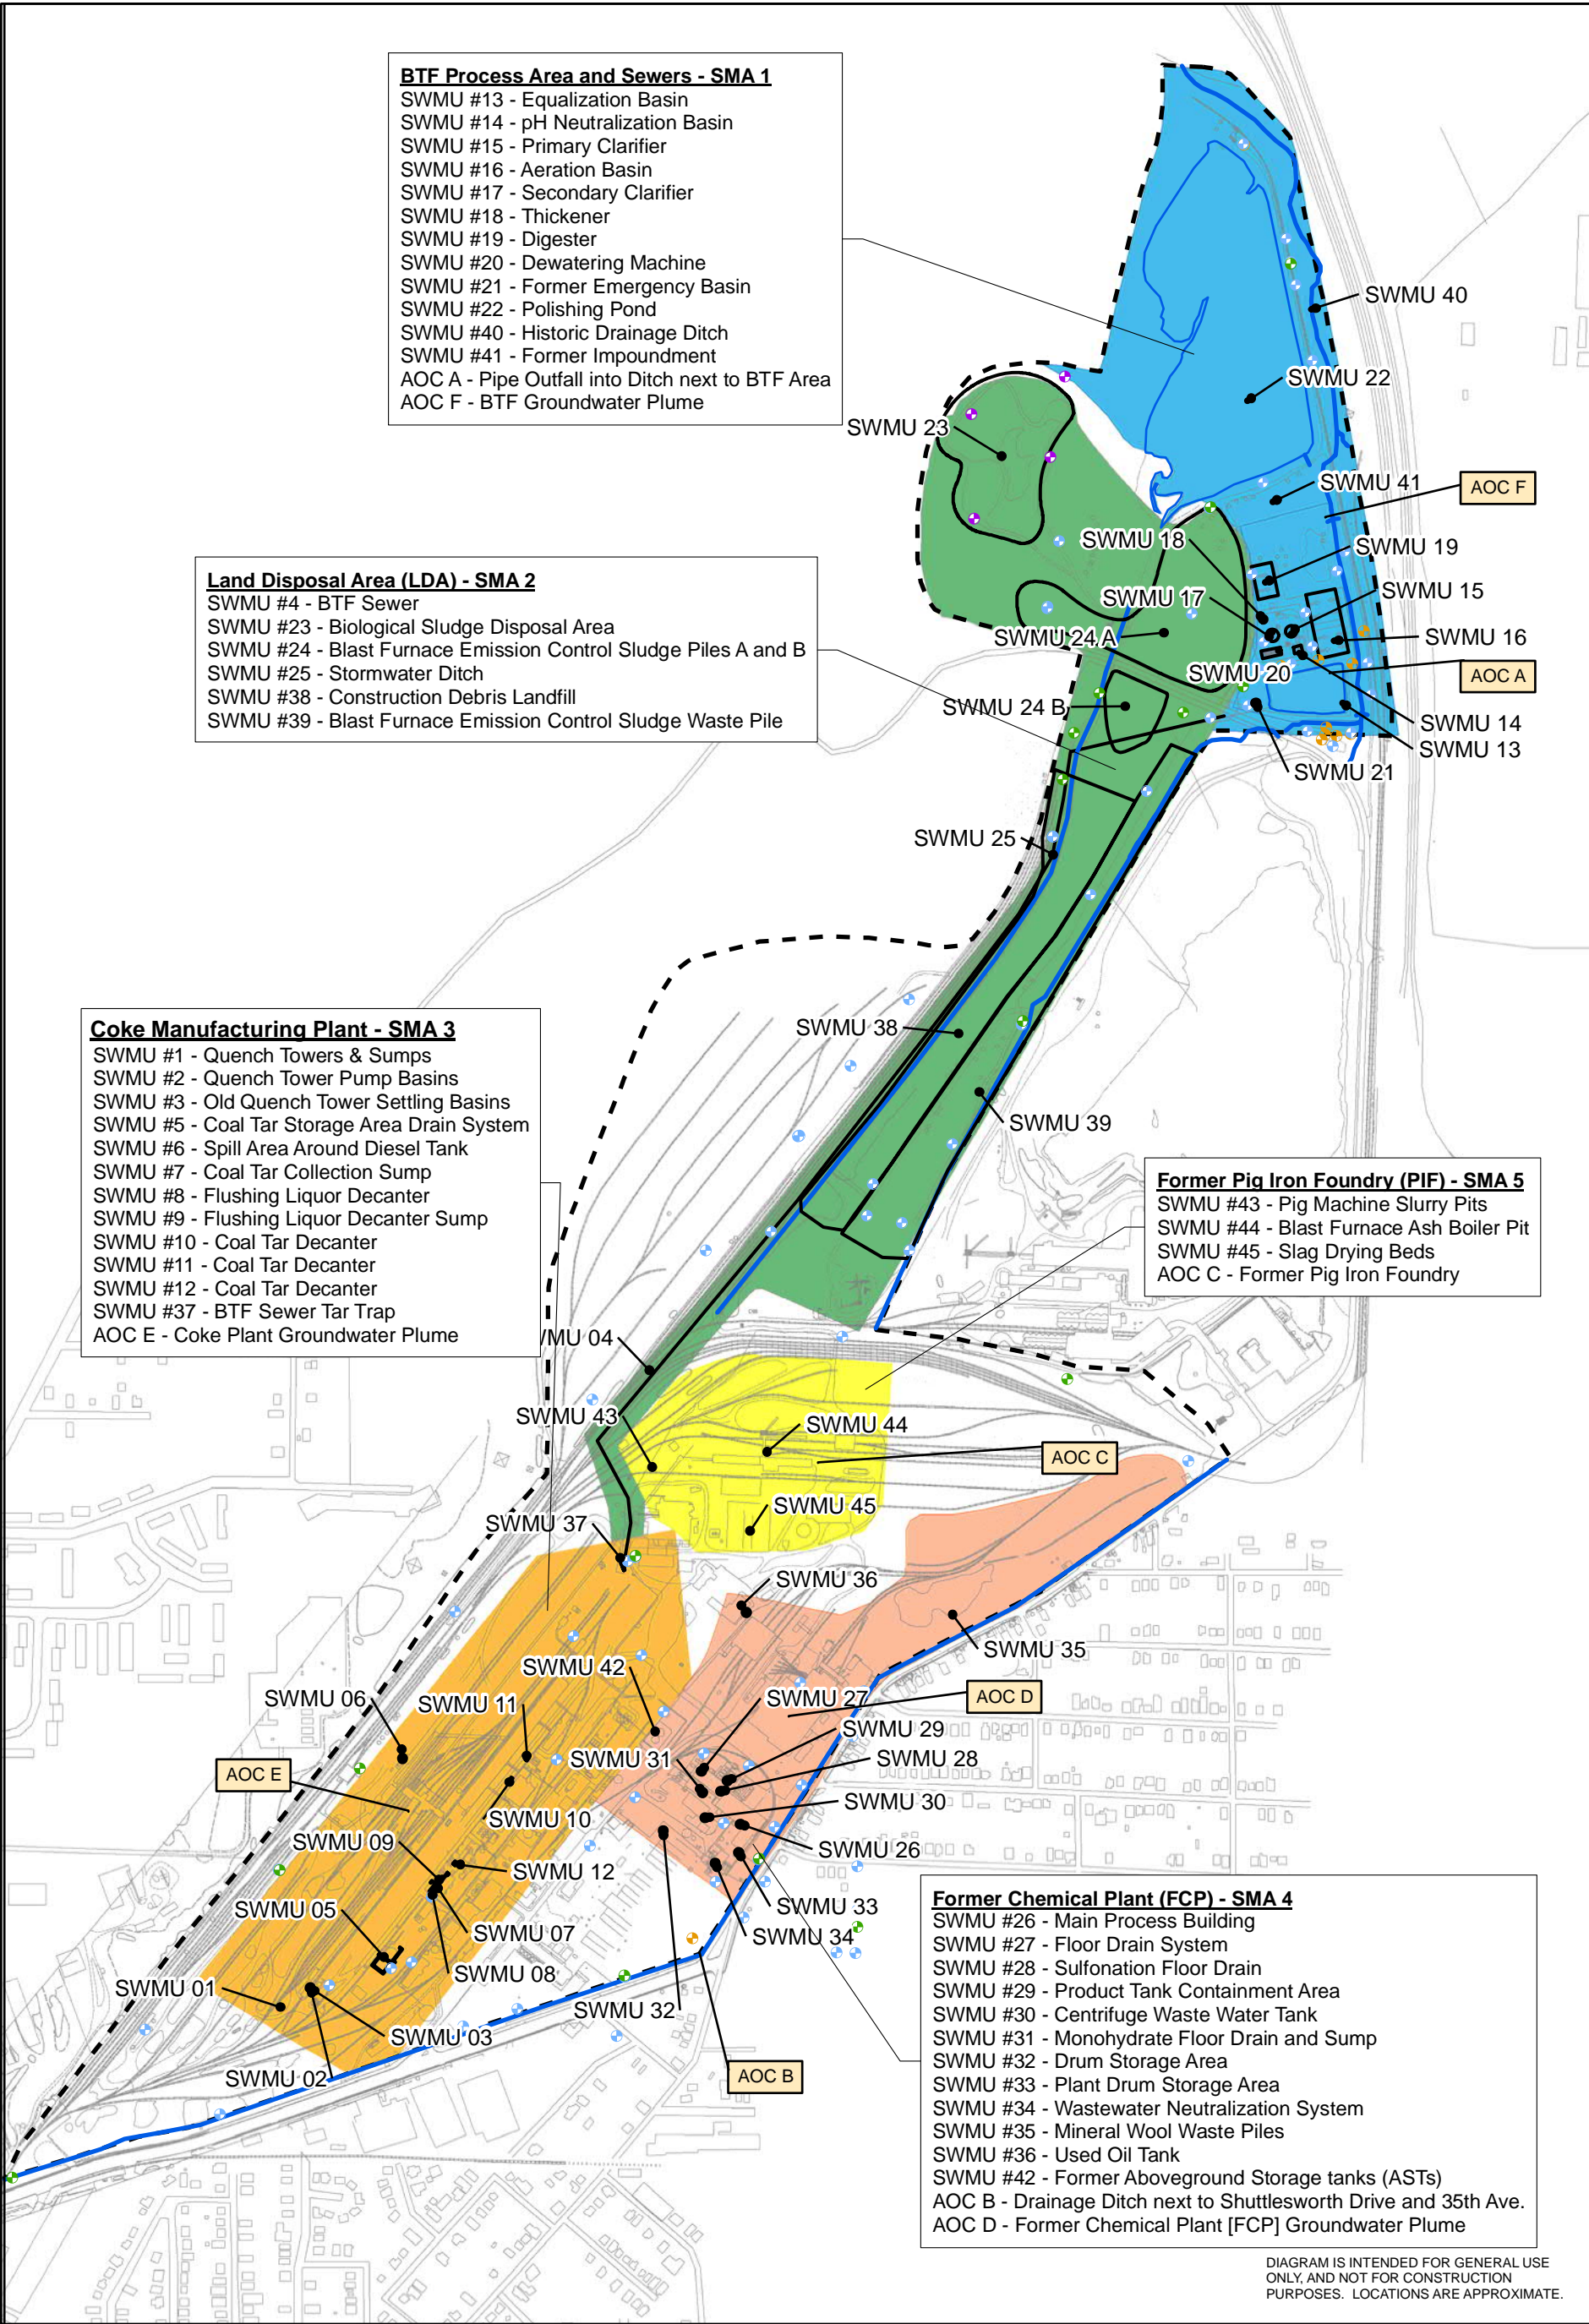 BTF Process Area and Sewers - SMA 1
SWMU #13 - Equalization Basin
SWMU #14 - pH Neutralization Basin
SWMU #15 - Primary Clarifier
SWMU #16 - Aeration Basin
SWMU #17 - Secondary Clarifier
SWMU #18 - Thickener
SWMU #19 - Digester
SWMU #20 - Dewatering Machine
SWMU #21 - Former Emergency Basin
SWMU #22 - Polishing Pond
SWMU #40 - Historic Drainage Ditch
SWMU #41 - Former Impoundment
AOC A - Pipe Outfall into Ditch next to BTF Area
AOC F - BTF Groundwater Plume
SWMU 40
SWMU 22
SWMU 23
SWMU 41
AOC F
SWMU 18
SWMU 19
SWMU 17
SWMU 15
SWMU 24 A
SWMU 16
SWMU 20
AOC A
SWMU 24 B
SWMU 14
SWMU 13
SWMU 21
Land Disposal Area (LDA) - SMA 2
SWMU #4 - BTF Sewer
SWMU #23 - Biological Sludge Disposal Area
SWMU #24 - Blast Furnace Emission Control Sludge Piles A and B
SWMU #25 - Stormwater Ditch
SWMU #38 - Construction Debris Landfill
SWMU #39 - Blast Furnace Emission Control Sludge Waste Pile
SWMU 25
SWMU 38
SWMU 39
Coke Manufacturing Plant - SMA 3
SWMU #1 - Quench Towers & Sumps
SWMU #2 - Quench Tower Pump Basins
SWMU #3 - Old Quench Tower Settling Basins
SWMU #5 - Coal Tar Storage Area Drain System
SWMU #6 - Spill Area Around Diesel Tank
SWMU #7 - Coal Tar Collection Sump
SWMU #8 - Flushing Liquor Decanter
SWMU #9 - Flushing Liquor Decanter Sump
SWMU #10 - Coal Tar Decanter
SWMU #11 - Coal Tar Decanter
SWMU #12 - Coal Tar Decanter
SWMU #37 - BTF Sewer Tar Trap
AOC E - Coke Plant Groundwater Plume
Former Pig Iron Foundry (PIF) - SMA 5
SWMU #43 - Pig Machine Slurry Pits
SWMU #44 - Blast Furnace Ash Boiler Pit
SWMU #45 - Slag Drying Beds
AOC C - Former Pig Iron Foundry
MU 04
SWMU 43
SWMU 44
AOC C
SWMU 45
SWMU 37
SWMU 36
SWMU 35
SWMU 42
SWMU 06
SWMU 11
SWMU 27
AOC D
SWMU 29
SWMU 31
SWMU 28
AOC E
SWMU 10
SWMU 30
SWMU 09
SWMU 26
SWMU 12
SWMU 05
SWMU 33
SWMU 07
SWMU 34
SWMU 08
SWMU 01
SWMU 32
SWMU 03
SWMU 02
AOC B
Former Chemical Plant (FCP) - SMA 4
SWMU #26 - Main Process Building
SWMU #27 - Floor Drain System
SWMU #28 - Sulfonation Floor Drain
SWMU #29 - Product Tank Containment Area
SWMU #30 - Centrifuge Waste Water Tank
SWMU #31 - Monohydrate Floor Drain and Sump
SWMU #32 - Drum Storage Area
SWMU #33 - Plant Drum Storage Area
SWMU #34 - Wastewater Neutralization System
SWMU #35 - Mineral Wool Waste Piles
SWMU #36 - Used Oil Tank
SWMU #42 - Former Aboveground Storage tanks (ASTs)
AOC B - Drainage Ditch next to Shuttlesworth Drive and 35th Ave.
AOC D - Former Chemical Plant [FCP] Groundwater Plume
DIAGRAM IS INTENDED FOR GENERAL USE
ONLY, AND NOT FOR CONSTRUCTION
PURPOSES. LOCATIONS ARE APPROXIMATE.